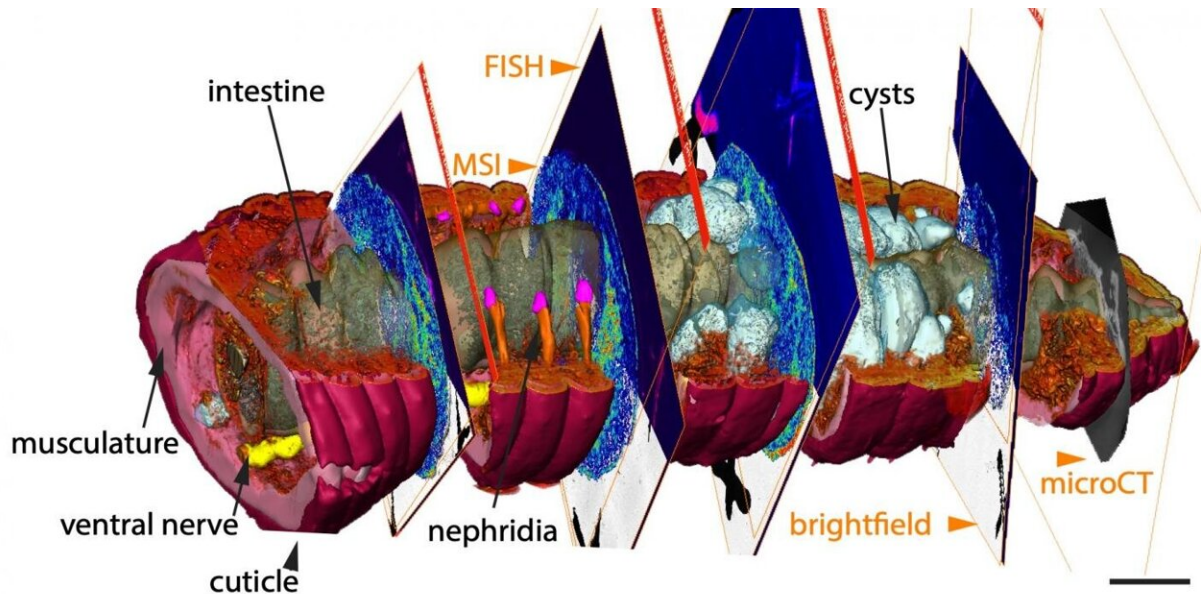 FISH
intestine
cysts
MSI
musculature
microCT
ventral nerve
nephridia
brightfield
cuticle